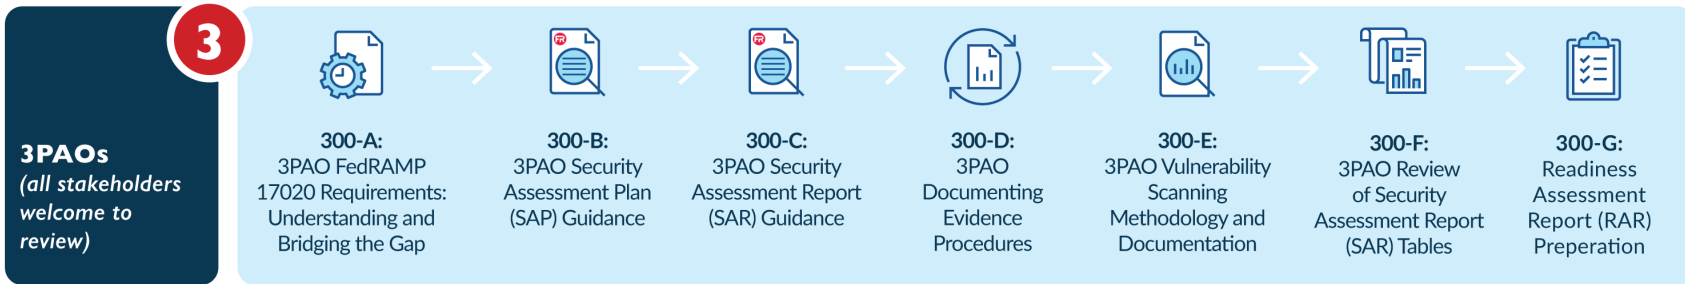 3
3PAOs
(all stakeholders
welcome to
review)
300-A:
3PAO FedRAMP
17020 Requirements:
Understanding and
Bridging the Gap
FR
300-B:
3PAO Security
Assessment Plan
(SAP) Guidance
FR
300-C:
3PAO Security
Assessment Report
(SAR) Guidance
300-D:
3PAO
Documenting
Evidence
Procedures
300-E:
3PAO Vulnerability
Scanning
Methodology and
Documentation
300-F:
3PAO Review
of Security
Assessment Report
(SAR) Tables
300-G:
Readiness
Assessment
Report (RAR)
Preperation